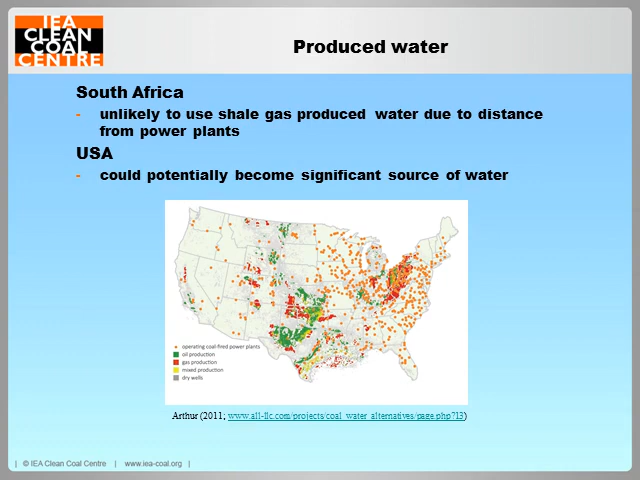 IEA
CLEAN
COAL
CENTRE
Produced water
South Africa
- unlikely to use shale gas produced water due to distance
from power plants
USA
- could potentially become significant source of water
operating coal-fired power plants
oil production
gas production
mixed production
dry wells
Arthur (2011; www.all-llc.com/projects/coal_water_alternatives/page.php?13)
| © IEA Clean Coal Centre | www.iea-coal.org |